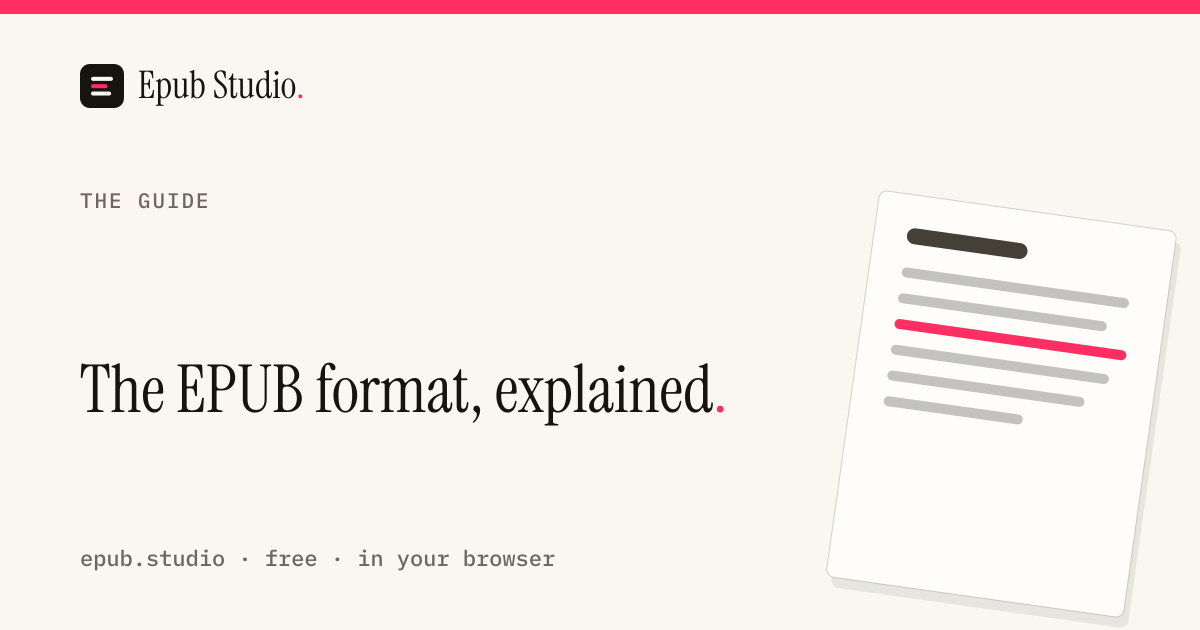 Epub Studio.
THE GUIDE
The EPUB format, explained.
epub.studio · free · in your browser